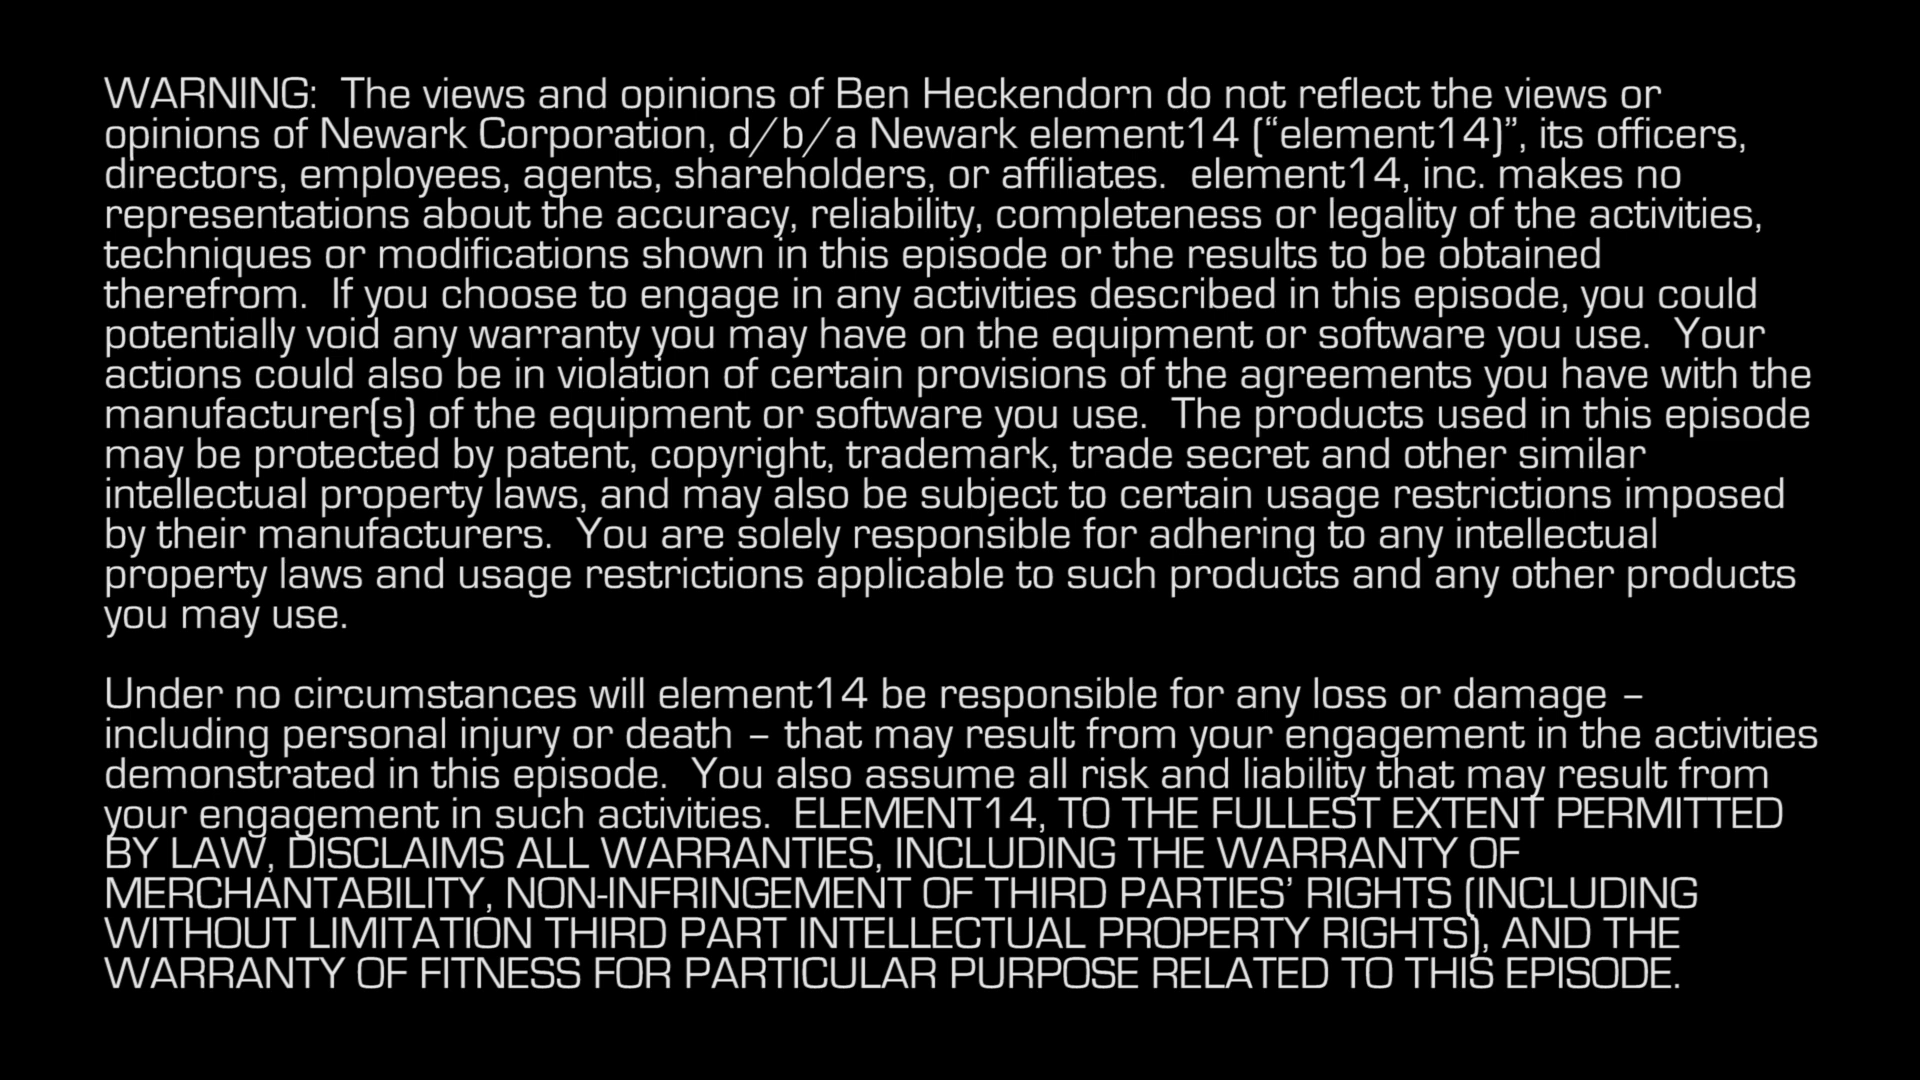 WARNING:  The views and opinions of Ben Heckendorn do not reflect the views or
opinions of Newark Corporation, d/b/a Newark element14 (“element14)”, its officers,
directors, employees, agents, shareholders, or affiliates.  element14, inc. makes no
representations about the accuracy, reliability, completeness or legality of the activities,
techniques or modifications shown in this episode or the results to be obtained
therefrom.  If you choose to engage in any activities described in this episode, you could
potentially void any warranty you may have on the equipment or software you use.  Your
actions could also be in violation of certain provisions of the agreements you have with the
manufacturer(s) of the equipment or software you use.  The products used in this episode
may be protected by patent, copyright, trademark, trade secret and other similar
intellectual property laws, and may also be subject to certain usage restrictions imposed
by their manufacturers.  You are solely responsible for adhering to any intellectual
property laws and usage restrictions applicable to such products and any other products
you may use.
Under no circumstances will element14 be responsible for any loss or damage –
including personal injury or death – that may result from your engagement in the activities
demonstrated in this episode.  You also assume all risk and liability that may result from
your engagement in such activities.  ELEMENT14, TO THE FULLEST EXTENT PERMITTED
BY LAW, DISCLAIMS ALL WARRANTIES, INCLUDING THE WARRANTY OF
MERCHANTABILITY, NON-INFRINGEMENT OF THIRD PARTIES’ RIGHTS (INCLUDING
WITHOUT LIMITATION THIRD PART INTELLECTUAL PROPERTY RIGHTS), AND THE
WARRANTY OF FITNESS FOR PARTICULAR PURPOSE RELATED TO THIS EPISODE.